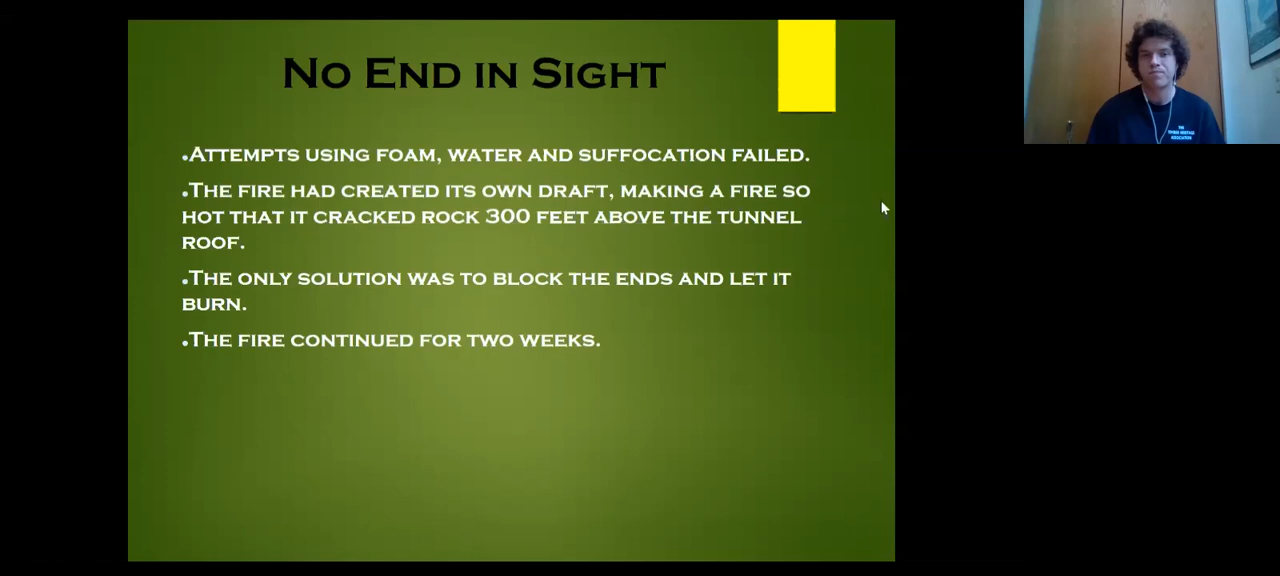 No End in Sight
•Attempts using foam, water and suffocation failed.
•The fire had created its own draft, making a fire so
hot that it cracked rock 300 feet above the tunnel
roof.
•The only solution was to block the ends and let it
burn.
•The fire continued for two weeks.
THE
ASSOCIATION